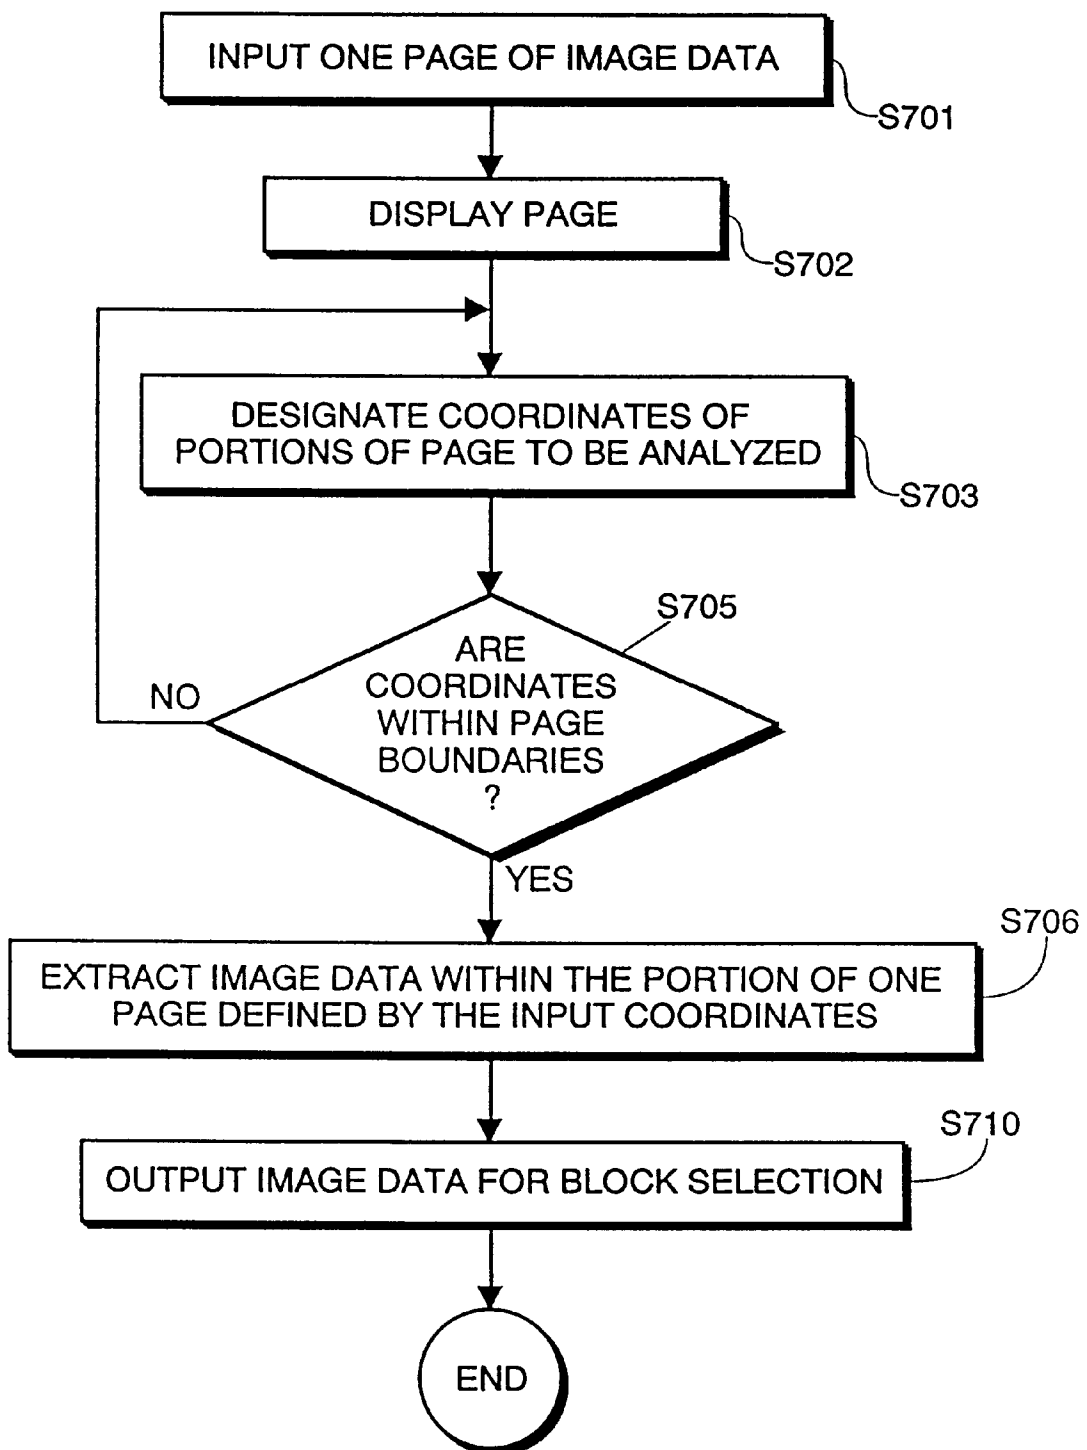 INPUT ONE PAGE OF IMAGE DATA
S701
DISPLAY PAGE
S702
DESIGNATE COORDINATES OF
PORTIONS OF PAGE TO BE ANALYZED
S703
S705
ARE
COORDINATES
WITHIN PAGE
BOUNDARIES
?
NO
YES
S706
EXTRACT IMAGE DATA WITHIN THE PORTION OF ONE
PAGE DEFINED BY THE INPUT COORDINATES
S710
OUTPUT IMAGE DATA FOR BLOCK SELECTION
END